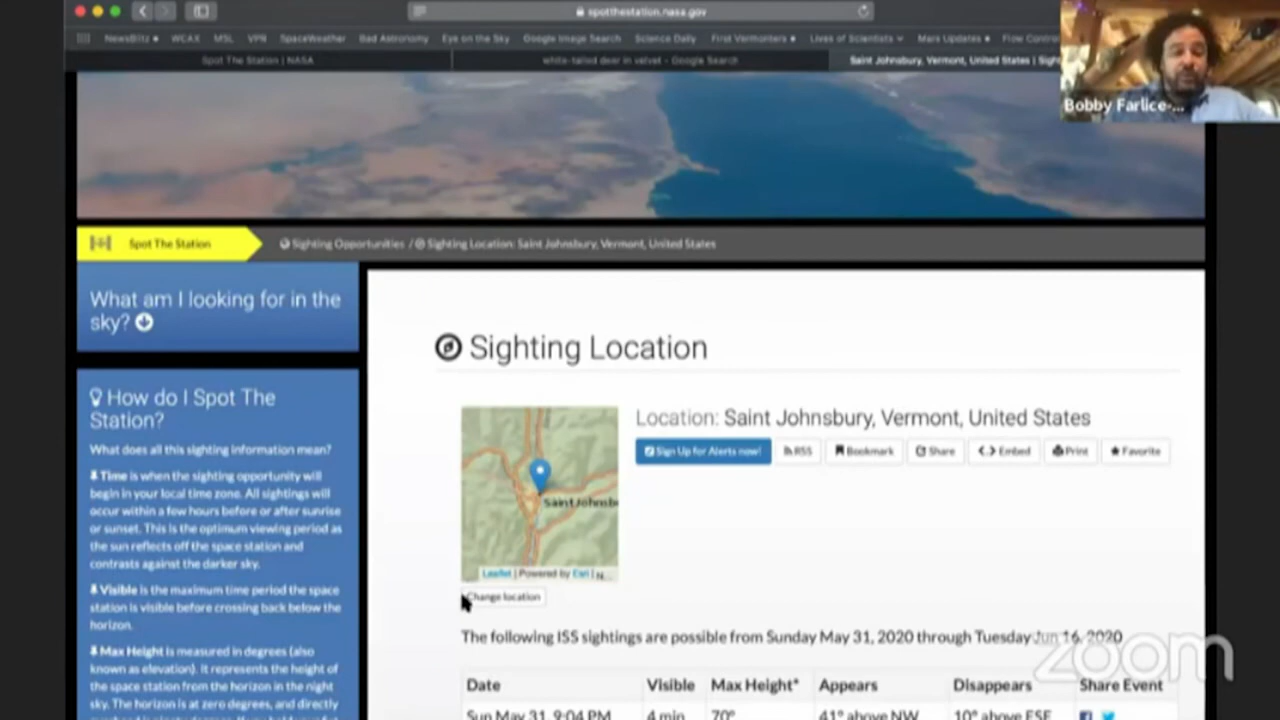 spotthestation.nasa.gov
NewsBlitz WCAX MSL VPR SpaceWeather Bad Astronomy Eye on the Sky Google Image Search Science Daily First Vermonters Lives of Scientists Mars Updates Flow
Spot The Station | NASA
white-tailed deer in velvet - Google Search
Saint Johnsbury, Vermont, United States |
Bobby Farlice-...
Spot The Station
Sighting Opportunities / Sighting Location: Saint Johnsbury, Vermont, United States
What am I looking for in the
sky?
How do I Spot The
Station?
What does all this sighting information mean?
Time is when the sighting opportunity will
begin in your local time zone. All sightings will
occur within a few hours before or after sunrise
or sunset. This is the optimum viewing period as
the sun reflects off the space station and
contrasts against the darker sky.
Visible is the maximum time period the space
station is visible before crossing back below the
horizon.
Max Height is measured in degrees (also
known as elevation). It represents the height of
the space station from the horizon in the night
sky. The horizon is at zero degrees, and directly
Sighting Location
Saint Johnsb
Leaflet | Powered by Esri | N...
Change location
Location: Saint Johnsbury, Vermont, United States
Sign Up for Alerts now! RSS Bookmark Share Embed Print Favorite
The following ISS sightings are possible from Sunday May 31, 2020 through Tuesday Jun 16, 2020
Date Visible Max Height* Appears Disappears Share Event
Sun May 31, 9:04 PM 4 min 70° 41° above NW 10° above ESE
zoom